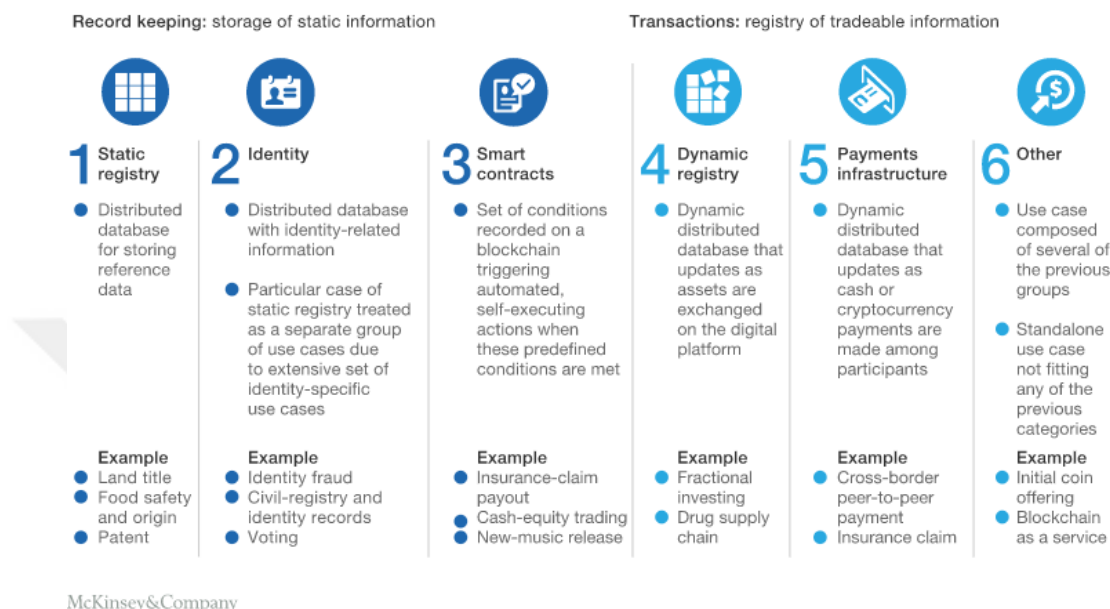 Record keeping: storage of static information
Transactions: registry of tradeable information
1 Static
registry
Distributed
database
for storing
reference
data
Example
Land title
Food safety
and origin
Patent
2 Identity
Distributed database
with identity-related
information
Particular case of
static registry treated
as a separate group
of use cases due
to extensive set of
identity-specific
use cases
Example
Identity fraud
Civil-registry and
identity records
Voting
3 Smart
contracts
Set of conditions
recorded on a
blockchain
triggering
automated,
self-executing
actions when
these predefined
conditions are met
Example
Insurance-claim
payout
Cash-equity trading
New-music release
4 Dynamic
registry
Dynamic
distributed
database that
updates as
assets are
exchanged
on the digital
platform
Example
Fractional
investing
Drug supply
chain
5 Payments
infrastructure
Dynamic
distributed
database that
updates as
cash or
cryptocurrency
payments are
made among
participants
Example
Cross-border
peer-to-peer
payment
Insurance claim
6 Other
Use case
composed
of several of
the previous
groups
Standalone
use case
not fitting
any of the
previous
categories
Example
Initial coin
offering
Blockchain
as a service
McKinsey&Company